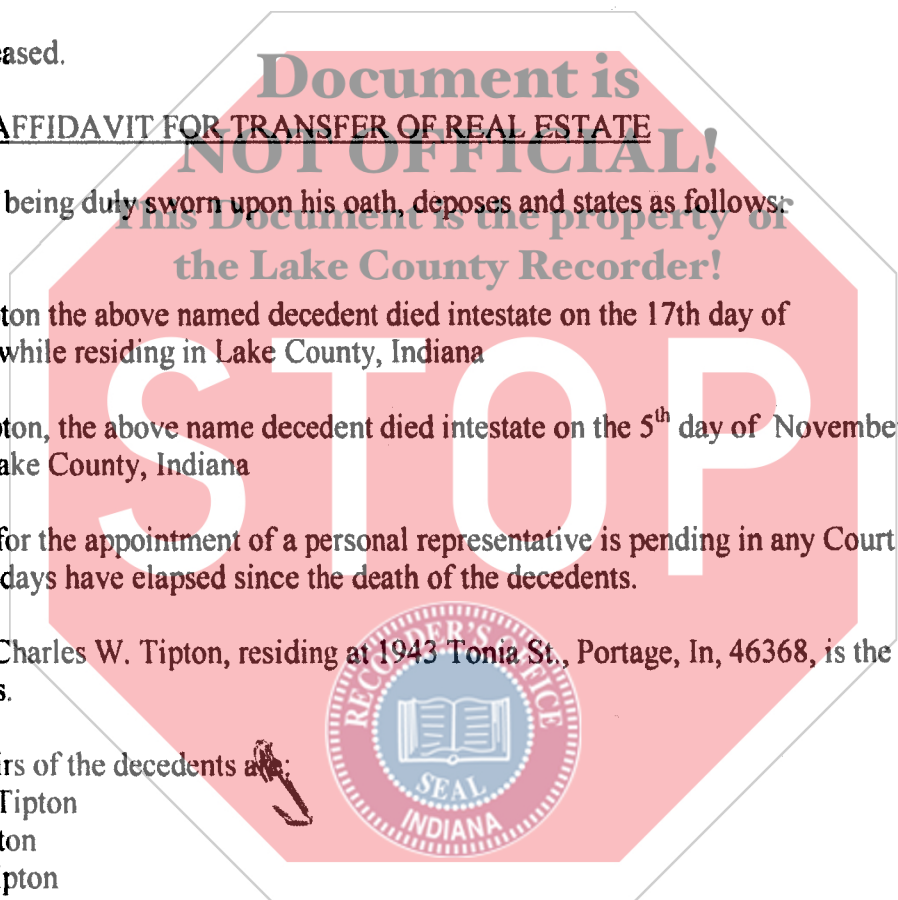 eased.
Document is
AFFIDAVIT FOR TRANSFER OF REAL ESTATE
NOT OFFICIAL!
being duly sworn upon his oath, deposes and states as follows:
This Document is the property of
the Lake County Recorder!
ton the above named decedent died intestate on the 17th day of
while residing in Lake County, Indiana
STOP
pton, the above name decedent died intestate on the 5th day of Novembe
ake County, Indiana
for the appointment of a personal representative is pending in any Court
days have elapsed since the death of the decedents.
Charles W. Tipton, residing at 1943 Tonia St., Portage, In, 46368, is the
s.
RECORDER'S OFFICE
SEAL
INDIANA
irs of the decedents are:
Tipton
ton
pton